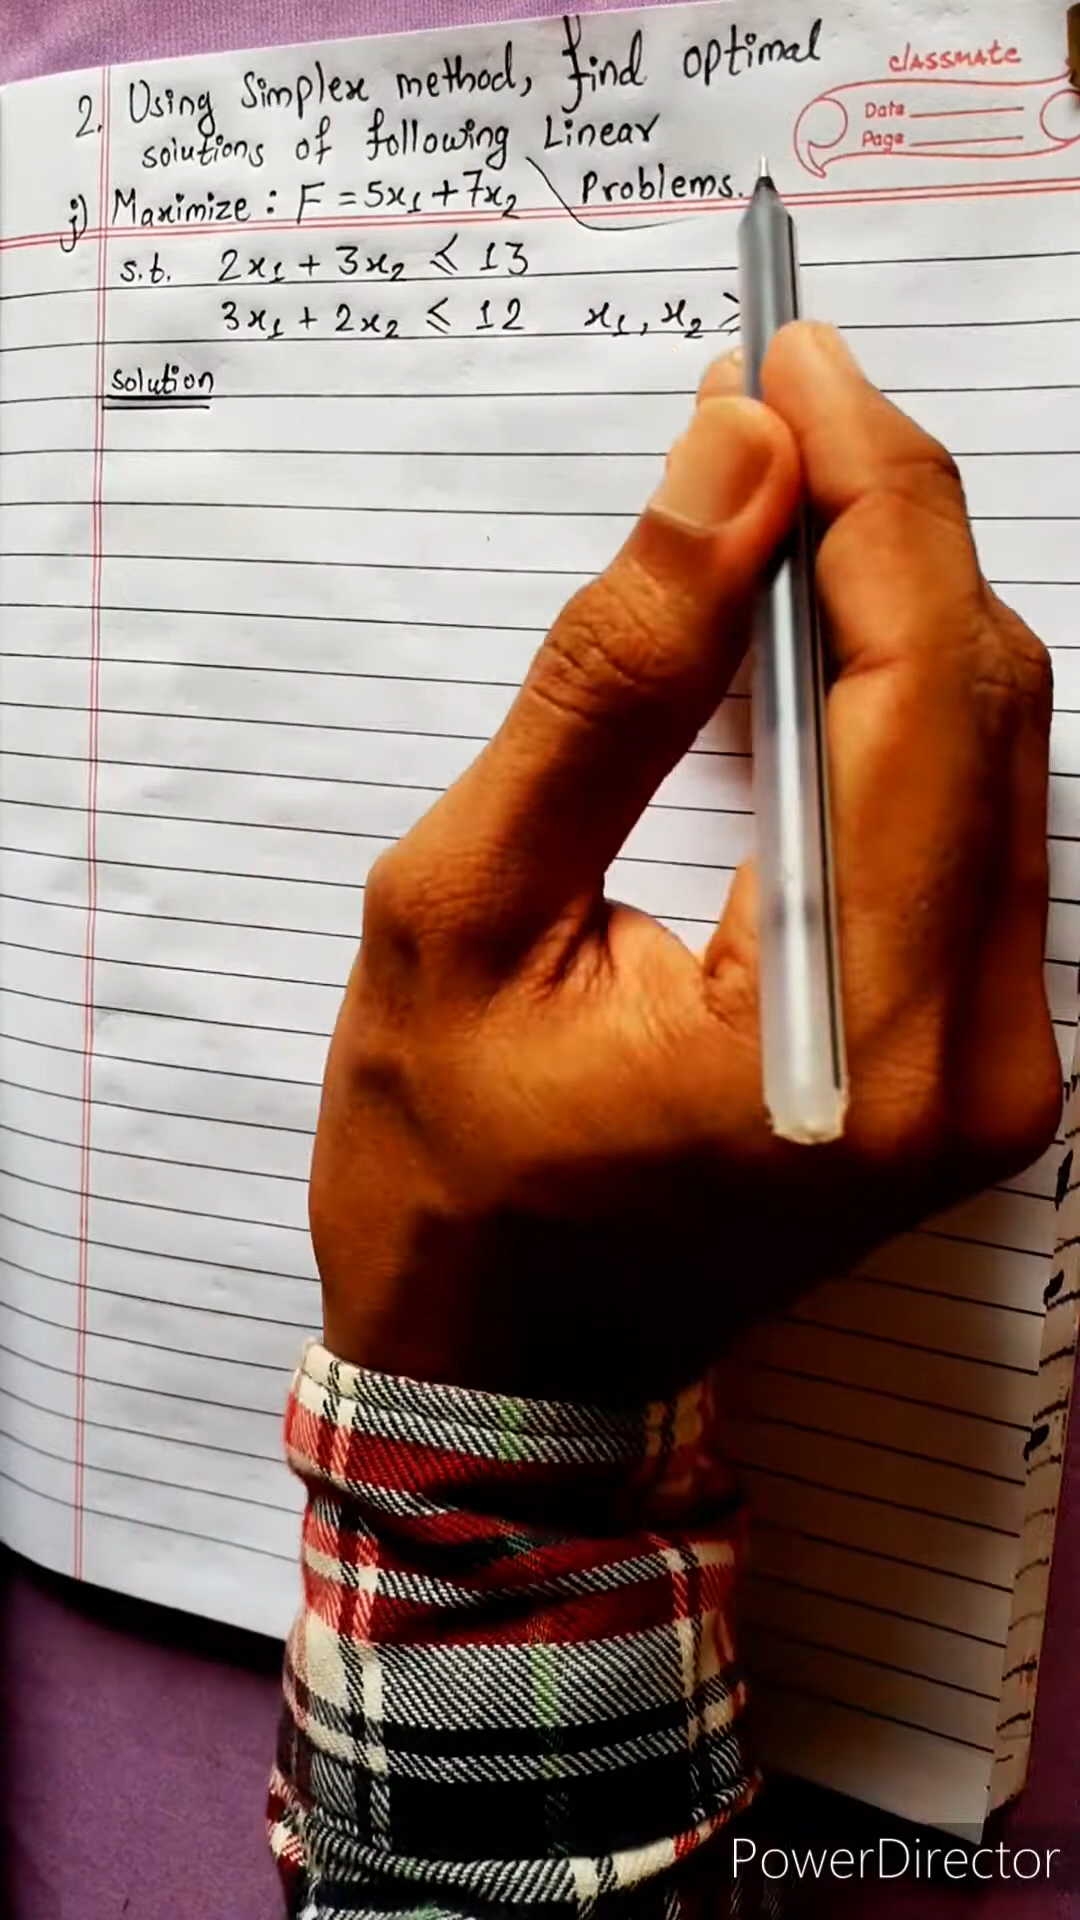 2. Using Simplex method, find optimal
solutions of following Linear
Problems.
i) Maximize : F = 5x₁ + 7x₂
s.t. 2x₁ + 3x₂ ≤ 13
3x₁ + 2x₂ ≤ 12 x₁, x₂ ≥
Solution
classmate
Date
Page
PowerDirector